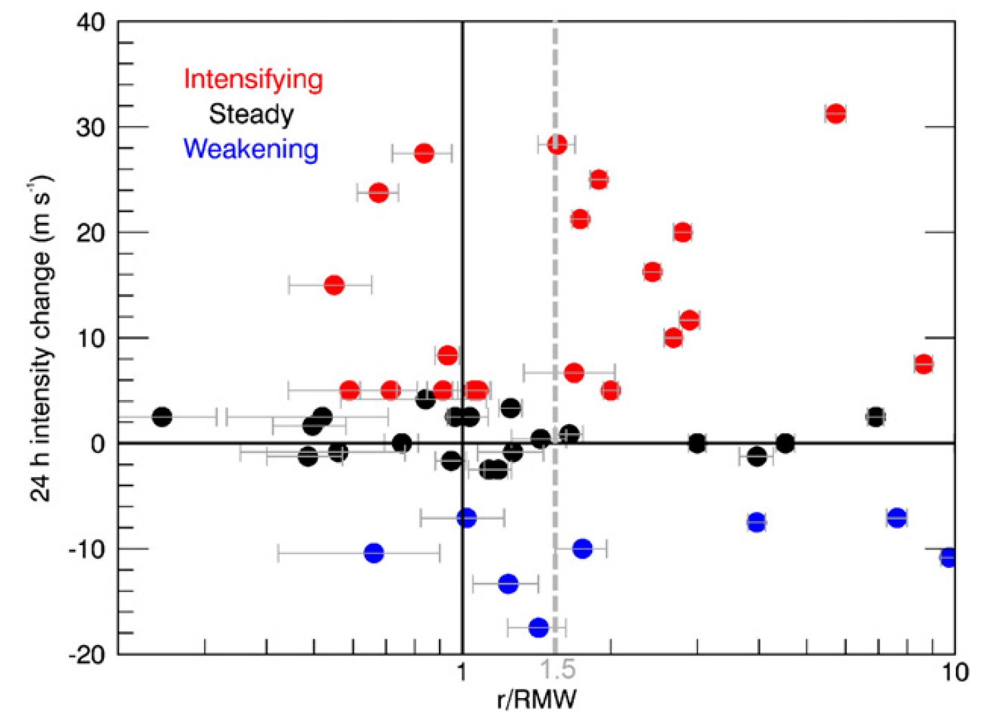 40
30
20
10
0
-10
-20
24 h intensity change (m s⁻¹)
Intensifying
Steady
Weakening
1
1.5
10
r/RMW